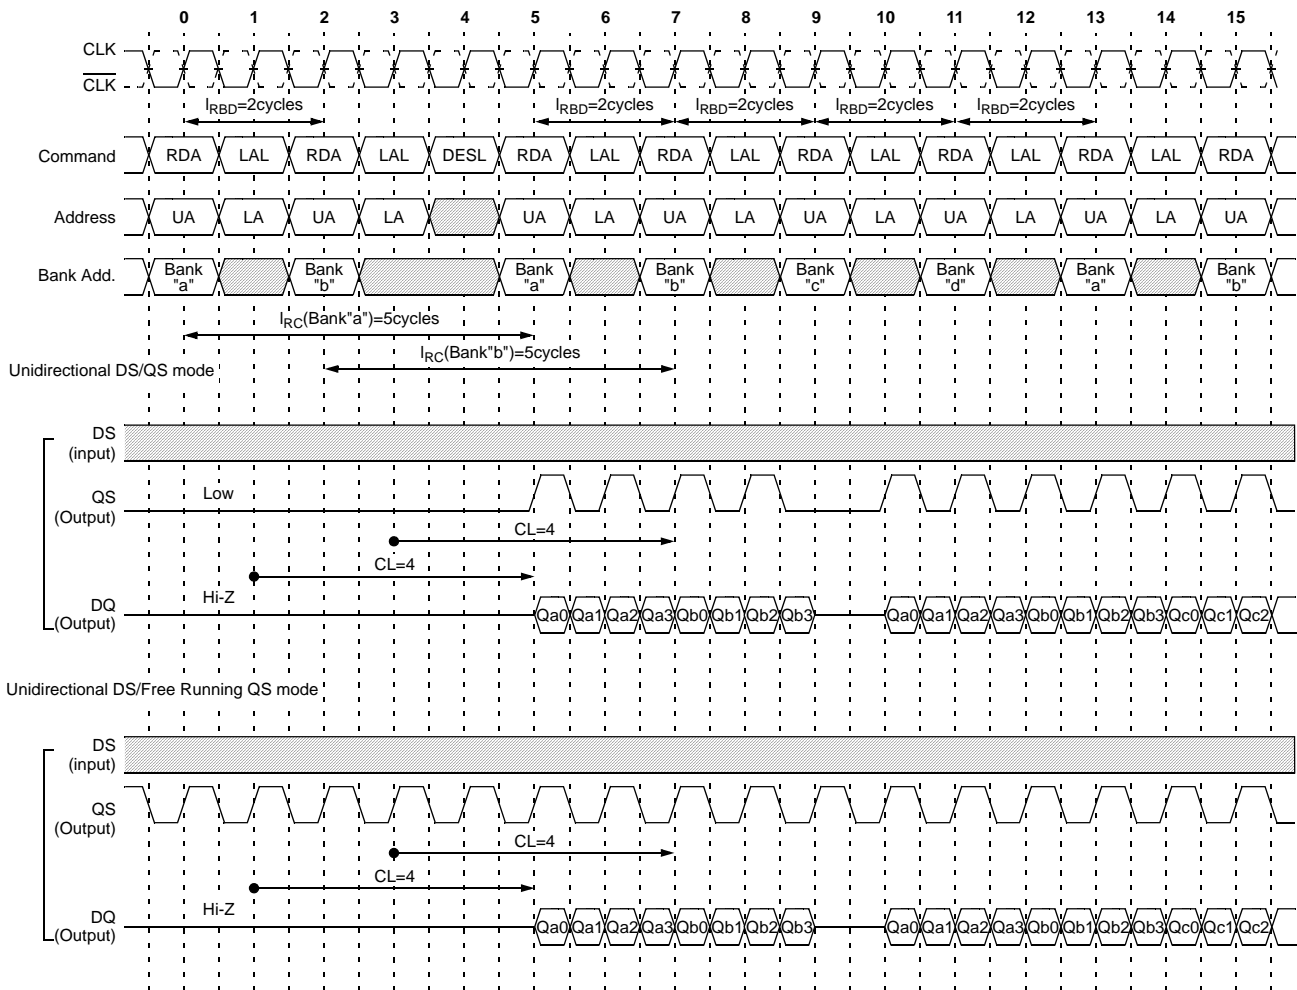 0 1 2 3 4 5 6 7 8 9 10 11 12 13 14 15
CLK
CLK
IRBD=2cycles IRBD=2cycles IRBD=2cycles IRBD=2cycles IRBD=2cycles
Command RDA LAL RDA LAL DESL RDA LAL RDA LAL RDA LAL RDA LAL RDA LAL RDA
Address UA LA UA LA UA LA UA LA UA LA UA LA UA LA UA
Bank Add. Bank "a" Bank "b" Bank "a" Bank "b" Bank "c" Bank "d" Bank "a" Bank "b"
IRC(Bank"a")=5cycles
IRC(Bank"b")=5cycles
Unidirectional DS/QS mode
DS
(input)
QS
(Output)
Low
CL=4
CL=4
Hi-Z
DQ
(Output)
Qa0 Qa1 Qa2 Qa3 Qb0 Qb1 Qb2 Qb3 Qa0 Qa1 Qa2 Qa3 Qb0 Qb1 Qb2 Qb3 Qc0 Qc1 Qc2
Unidirectional DS/Free Running QS mode
DS
(input)
QS
(Output)
CL=4
CL=4
Hi-Z
DQ
(Output)
Qa0 Qa1 Qa2 Qa3 Qb0 Qb1 Qb2 Qb3 Qa0 Qa1 Qa2 Qa3 Qb0 Qb1 Qb2 Qb3 Qc0 Qc1 Qc2